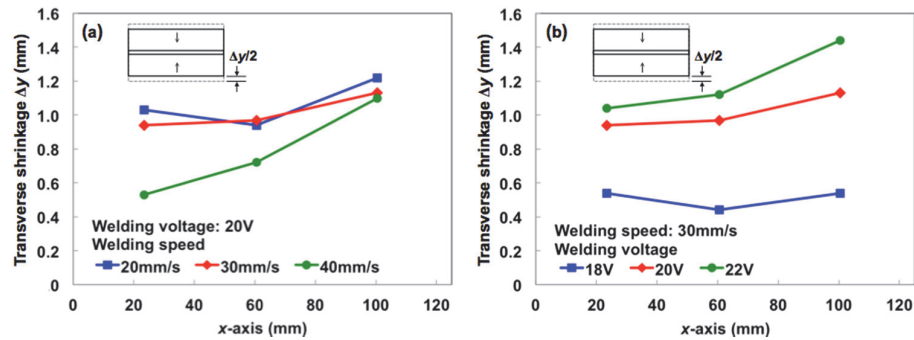 (a)
Δy/2
Transverse shrinkage Δy (mm)
1.6
1.4
1.2
1.0
0.8
0.6
0.4
0.2
0
Welding voltage: 20V
Welding speed
20mm/s 30mm/s 40mm/s
0 20 40 60 80 100 120
x-axis (mm)
(b)
Δy/2
Transverse shrinkage Δy (mm)
1.6
1.4
1.2
1.0
0.8
0.6
0.4
0.2
0
Welding speed: 30mm/s
Welding voltage
18V 20V 22V
0 20 40 60 80 100 120
x-axis (mm)